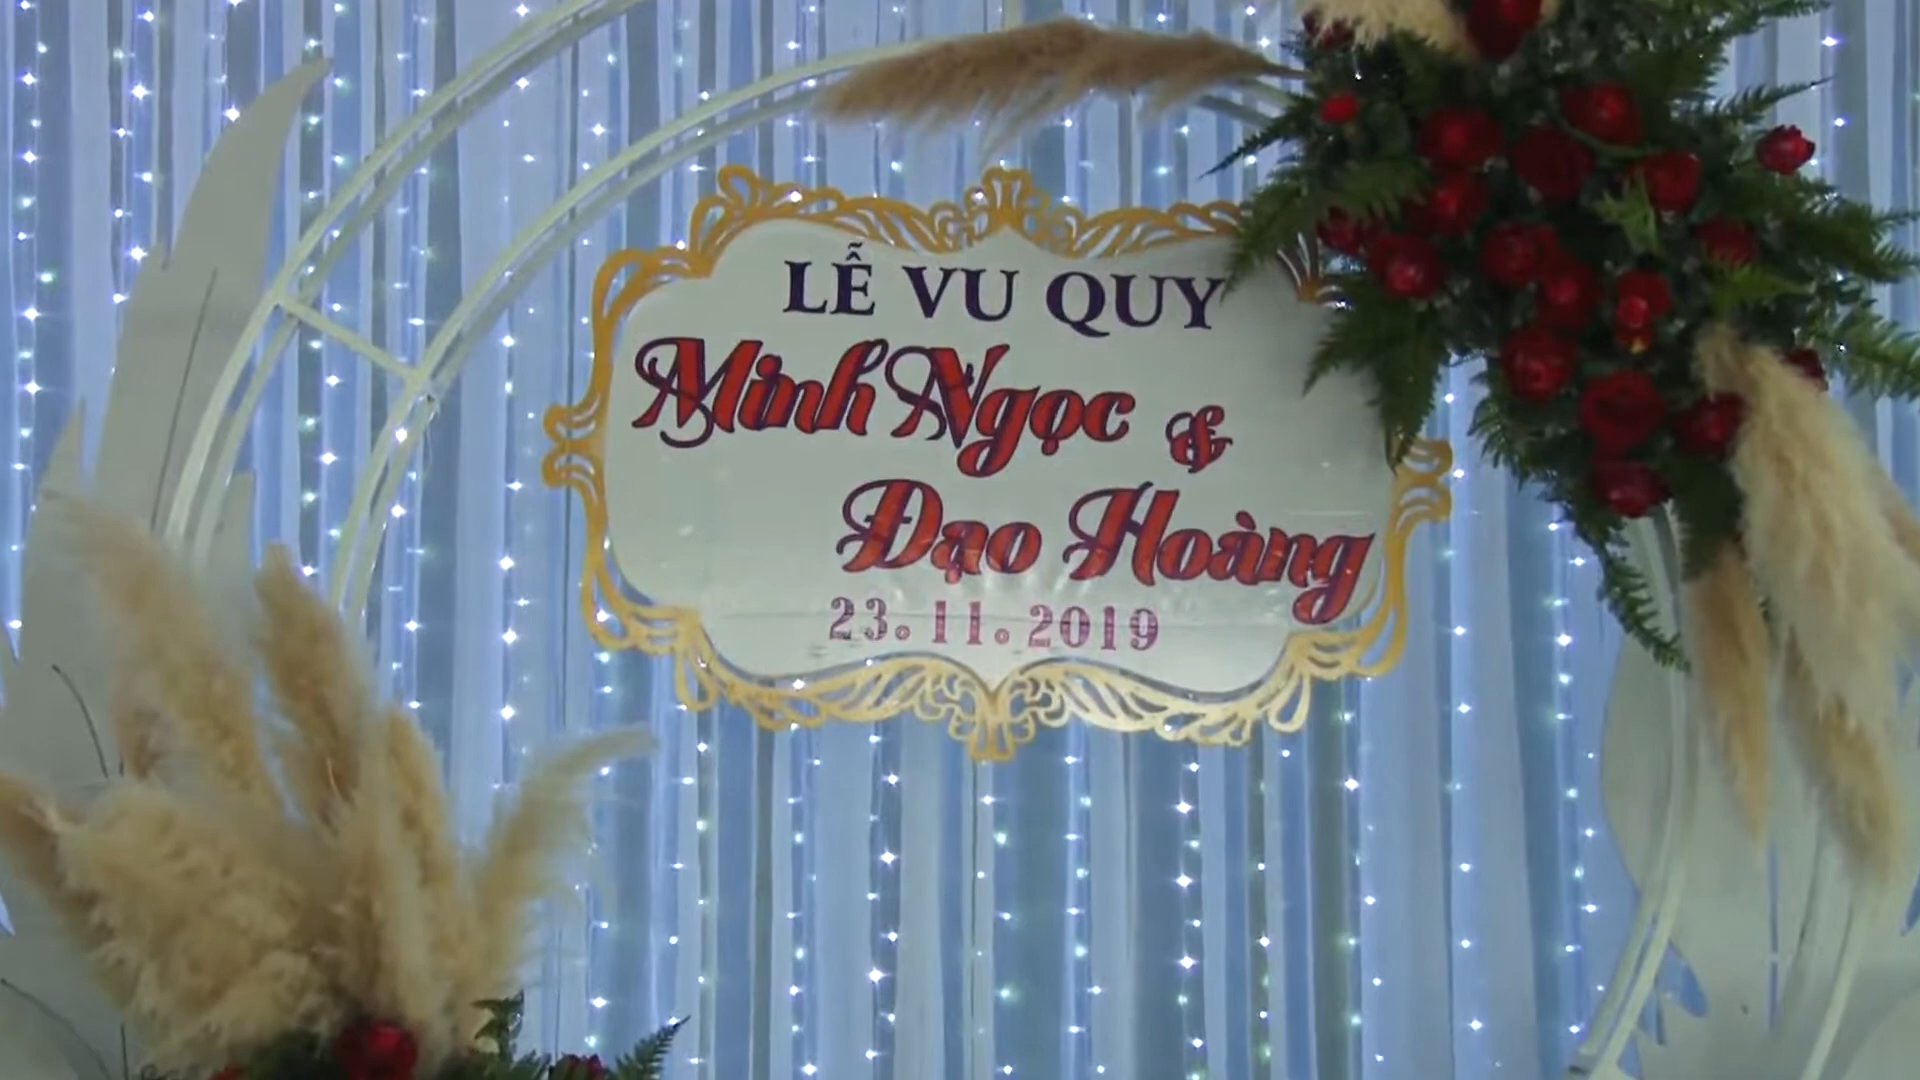 LỄ VU QUY
Minh Ngọc &
Đạo Hoàng
23.11.2019